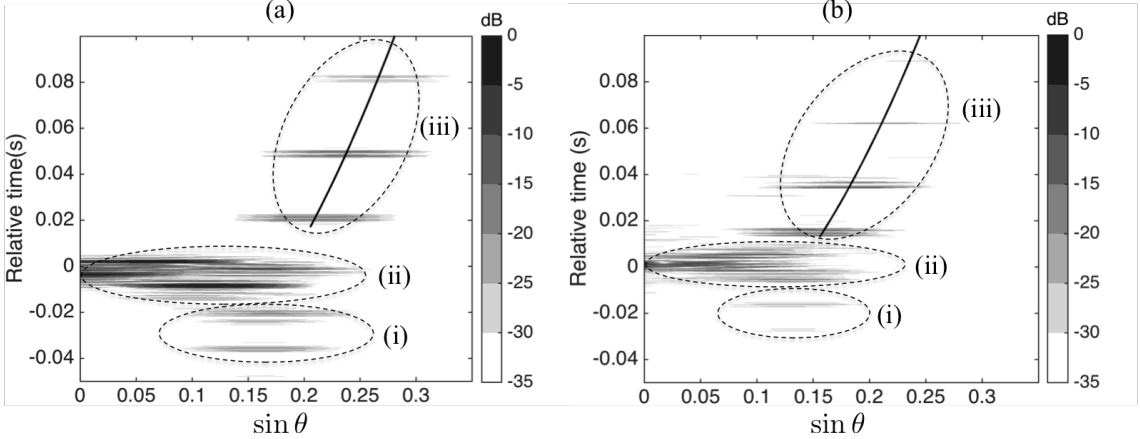 (a)
dB
0
0.08
-5
0.06
-10
(iii)
0.04
-15
0.02
-20
0
(ii)
-25
-0.02
(i)
-30
-0.04
-35
0 0.05 0.1 0.15 0.2 0.25 0.3
Relative time(s)
sin θ
(b)
dB
0
0.08
-5
(iii)
0.06
-10
0.04
-15
0.02
-20
0
(ii)
-25
-0.02
(i)
-30
-0.04
-35
0 0.05 0.1 0.15 0.2 0.25 0.3
Relative time (s)
sin θ